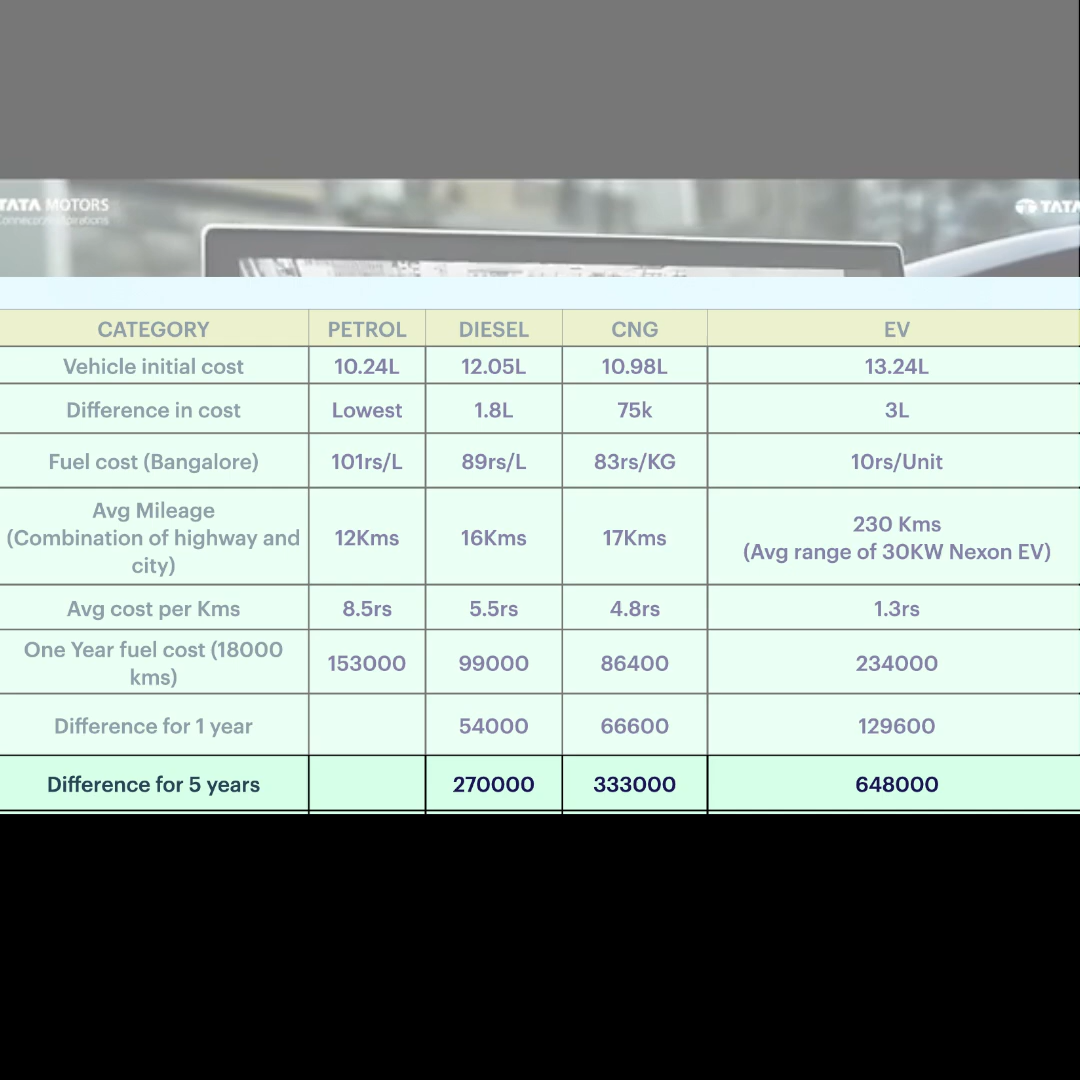 TATA MOTORS
TATA
CATEGORY PETROL DIESEL CNG EV
Vehicle initial cost 10.24L 12.05L 10.98L 13.24L
Difference in cost Lowest 1.8L 75k 3L
Fuel cost (Bangalore) 101rs/L 89rs/L 83rs/KG 10rs/Unit
Avg Mileage
(Combination of highway and
city)
12Kms 16Kms 17Kms
230 Kms
(Avg range of 30KW Nexon EV)
Avg cost per Kms 8.5rs 5.5rs 4.8rs 1.3rs
One Year fuel cost (18000
kms)
153000 99000 86400 234000
Difference for 1 year 54000 66600 129600
Difference for 5 years 270000 333000 648000